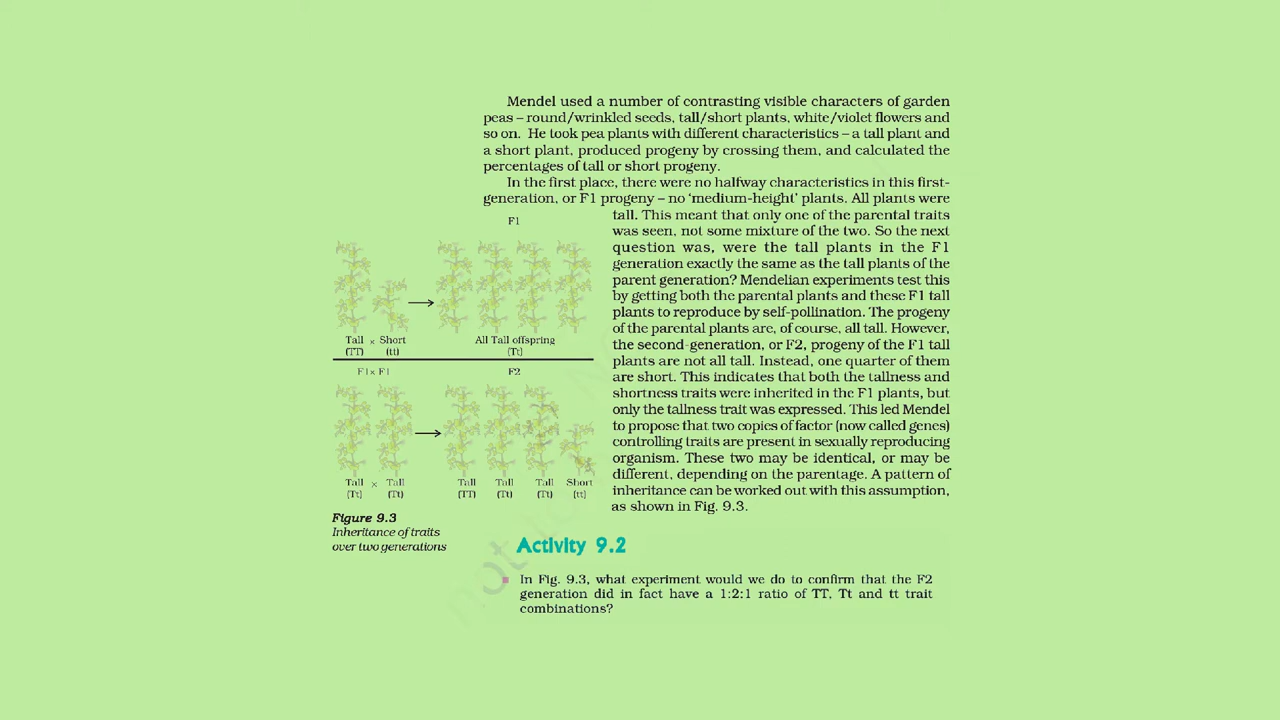 Mendel used a number of contrasting visible characters of garden
peas – round/wrinkled seeds, tall/short plants, white/violet flowers and
so on. He took pea plants with different characteristics – a tall plant and
a short plant, produced progeny by crossing them, and calculated the
percentages of tall or short progeny.
In the first place, there were no halfway characteristics in this first-
generation, or F1 progeny – no ‘medium-height’ plants. All plants were
tall. This meant that only one of the parental traits
was seen, not some mixture of the two. So the next
question was, were the tall plants in the F1
generation exactly the same as the tall plants of the
parent generation? Mendelian experiments test this
by getting both the parental plants and these F1 tall
plants to reproduce by self-pollination. The progeny
of the parental plants are, of course, all tall. However,
the second-generation, or F2, progeny of the F1 tall
plants are not all tall. Instead, one quarter of them
are short. This indicates that both the tallness and
shortness traits were inherited in the F1 plants, but
only the tallness trait was expressed. This led Mendel
to propose that two copies of factor (now called genes)
controlling traits are present in sexually reproducing
organism. These two may be identical, or may be
different, depending on the parentage. A pattern of
inheritance can be worked out with this assumption,
as shown in Fig. 9.3.
F1
Tall × Short All Tall offspring
(TT) (tt) (Tt)
F1× F1 F2
Tall × Tall Tall Tall Tall Short
(Tt) (Tt) (TT) (Tt) (Tt) (tt)
Figure 9.3
Inheritance of traits
over two generations
Activity 9.2
In Fig. 9.3, what experiment would we do to confirm that the F2
generation did in fact have a 1:2:1 ratio of TT, Tt and tt trait
combinations?
not to